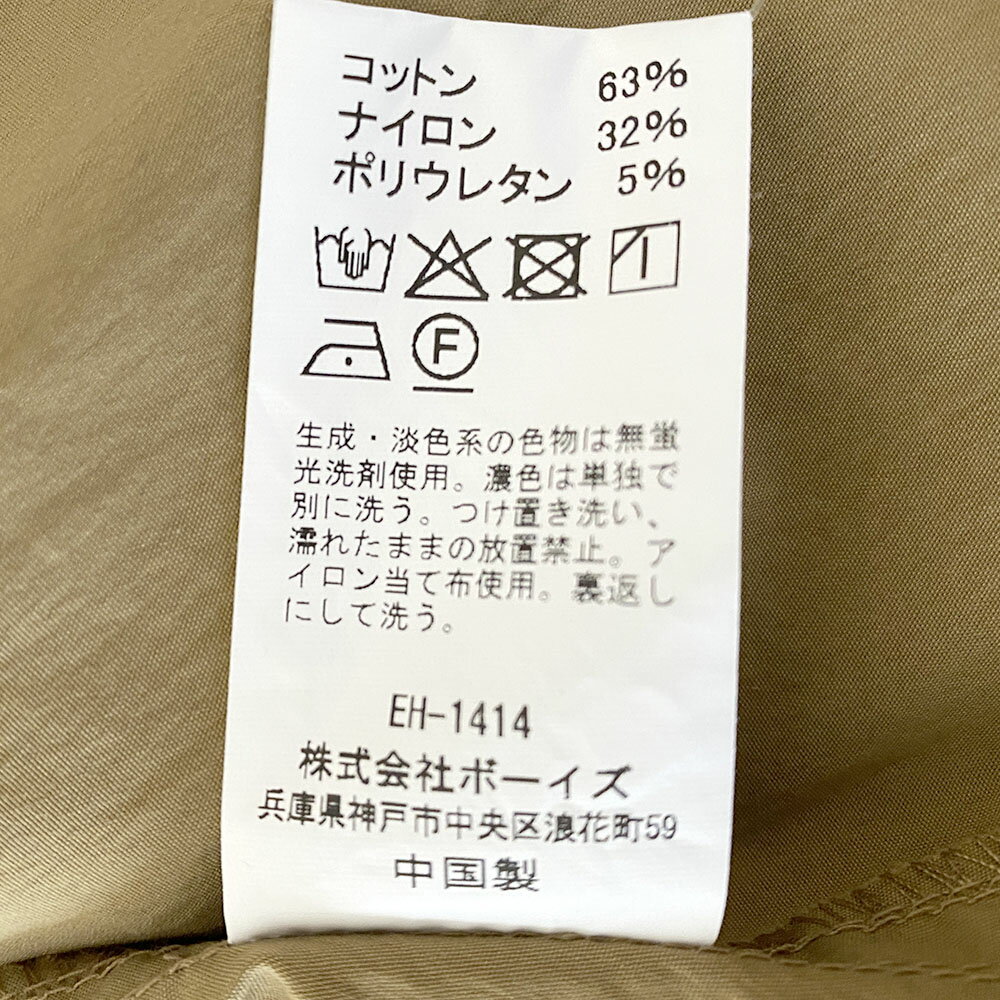 コットン 63%
ナイロン 32%
ポリウレタン 5%
F
生成・淡色系の色物は無蛍
光洗剤使用。濃色は単独で
別に洗う。つけ置き洗い、
濡れたままの放置禁止。ア
イロン当て布使用。裏返し
にして洗う。
EH-1414
株式会社ボーイズ
兵庫県神戸市中央区浪花町59
中国製